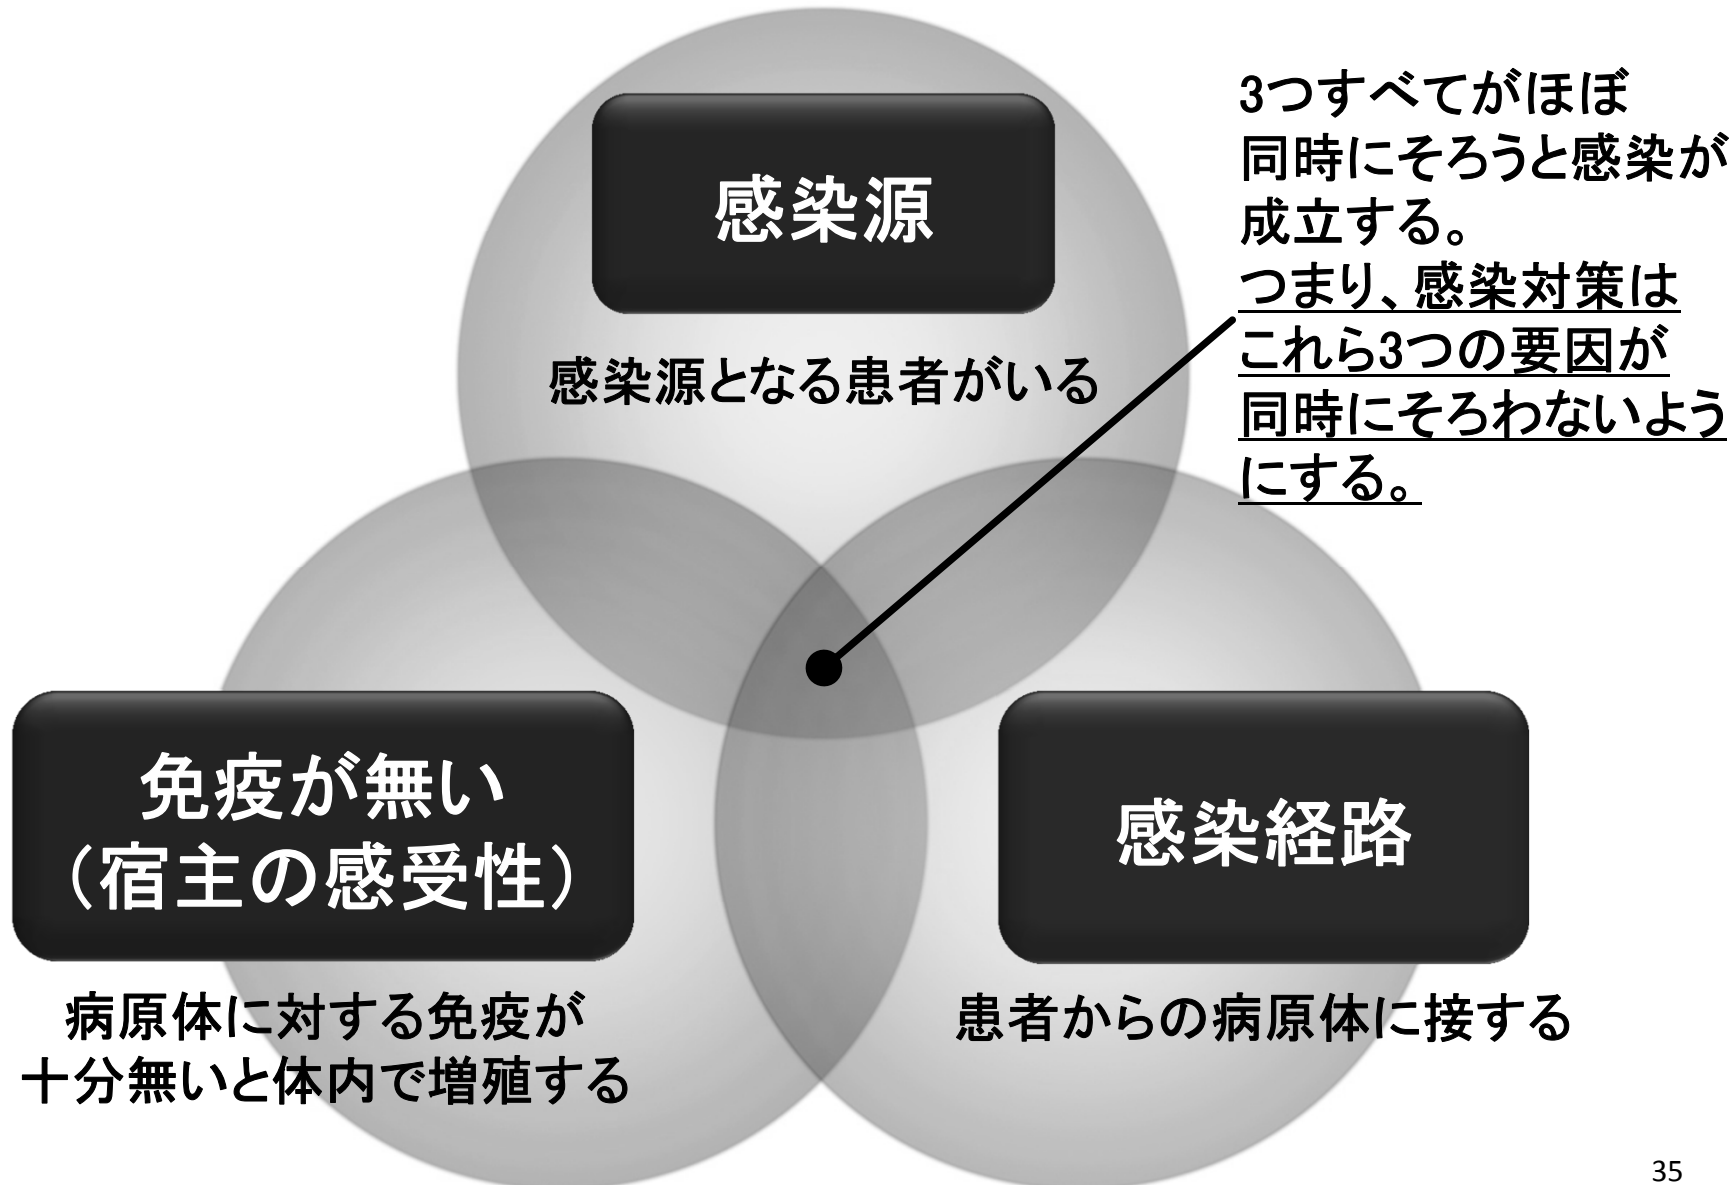 感染源
感染源となる患者がいる
3つすべてがほぼ
同時にそろうと感染が
成立する。
つまり、感染対策は
これら3つの要因が
同時にそろわないよう
にする。
免疫が無い
（宿主の感受性）
病原体に対する免疫が
十分無いと体内で増殖する
感染経路
患者からの病原体に接する
35